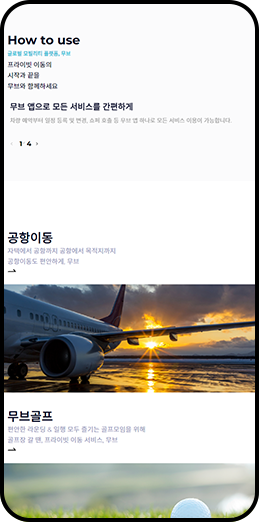 How to use
글로벌 모빌리티 플랫폼, 무브
프라이빗 이동의
시작과 끝을
무브와 함께하세요
무브 앱으로 모든 서비스를 간편하게
차량 예약부터 일정 등록 및 변경, 쇼퍼 호출 등 무브 앱 하나로 모든 서비스 이용이 가능합니다.
1 4
공항이동
자택에서 공항까지 공항에서 목적지까지
공항이동도 편안하게, 무브
무브골프
편안한 라운딩 & 일행 모두 즐기는 골프모임을 위해
골프장 갈 땐, 프라이빗 이동 서비스, 무브